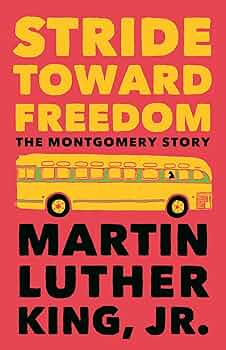 STRIDE
TOWARD
FREEDOM
THE MONTGOMERY STORY
MARTIN
LUTHER
KING, JR.